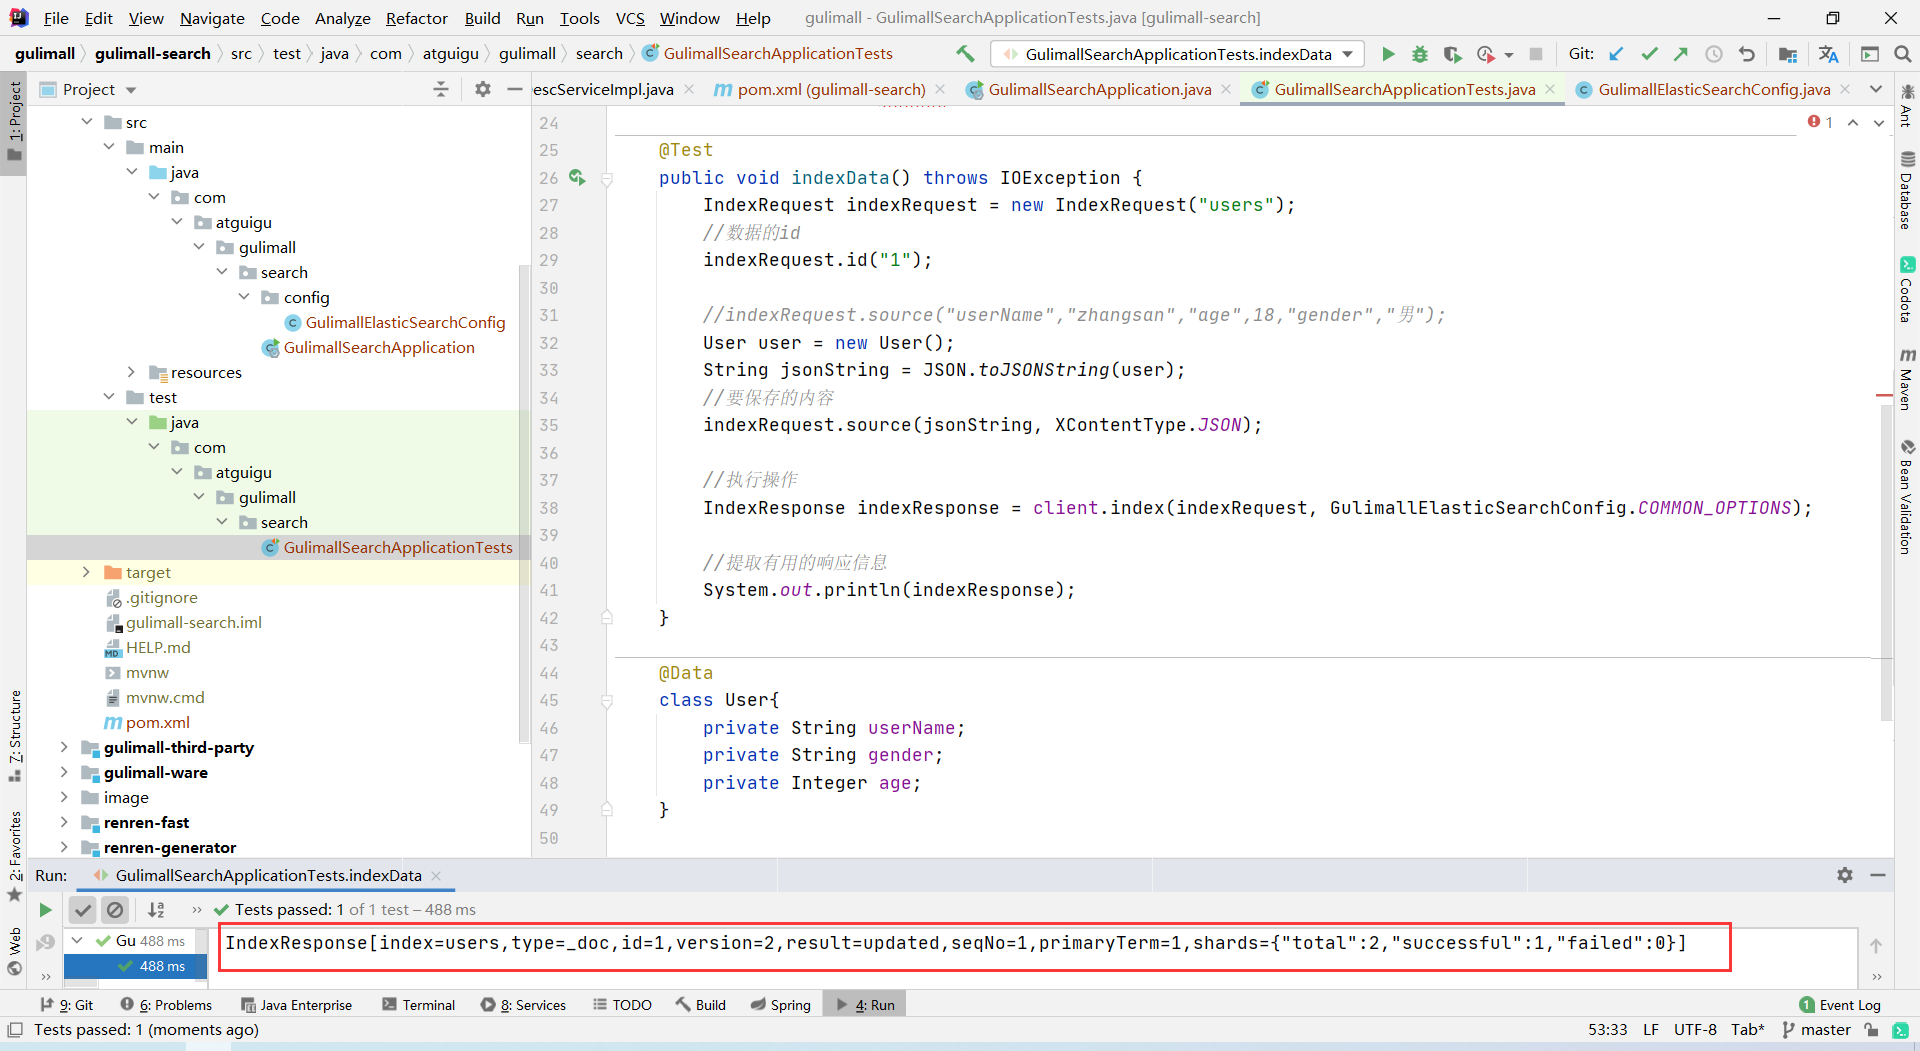 File Edit View Navigate Code Analyze Refactor Build Run Tools VCS Window Help gulimall - GulimallSearchApplicationTests.java [gulimall-search]
gulimall gulimall-search src test java com atguigu gulimall search GulimallSearchApplicationTests GulimallSearchApplicationTests.indexData Git:
Project escServiceImpl.java pom.xml (gulimall-search) GulimallSearchApplication.java GulimallSearchApplicationTests.java GulimallElasticSearchConfig.java
1: Project
7: Structure
2: Favorites
Web
src
main
java
com
atguigu
gulimall
search
config
GulimallElasticSearchConfig
GulimallSearchApplication
resources
test
java
com
atguigu
gulimall
search
GulimallSearchApplicationTests
target
.gitignore
gulimall-search.iml
HELP.md
mvnw
mvnw.cmd
pom.xml
gulimall-third-party
gulimall-ware
image
renren-fast
renren-generator
24 1
25 @Test
26 public void indexData() throws IOException {
27 IndexRequest indexRequest = new IndexRequest("users");
28 //数据的id
29 indexRequest.id("1");
30
31 //indexRequest.source("userName","zhangsan","age",18,"gender","男");
32 User user = new User();
33 String jsonString = JSON.toJSONString(user);
34 //要保存的内容
35 indexRequest.source(jsonString, XContentType.JSON);
36
37 //执行操作
38 IndexResponse indexResponse = client.index(indexRequest, GulimallElasticSearchConfig.COMMON_OPTIONS);
39
40 //提取有用的响应信息
41 System.out.println(indexResponse);
42 }
43
44 @Data
45 class User{
46 private String userName;
47 private String gender;
48 private Integer age;
49 }
50
Ant
Database
Codota
Maven
Bean Validation
Run: GulimallSearchApplicationTests.indexData
Tests passed: 1 of 1 test – 488 ms
Gu 488 ms
488 ms
IndexResponse[index=users,type=_doc,id=1,version=2,result=updated,seqNo=1,primaryTerm=1,shards={"total":2,"successful":1,"failed":0}]
9: Git 6: Problems Java Enterprise Terminal 8: Services TODO Build Spring 4: Run 1 Event Log
Tests passed: 1 (moments ago) 53:33 LF UTF-8 Tab* master